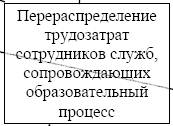 Перераспределение
трудозатрат
сотрудников служб,
сопровождающих
образовательный
процесс